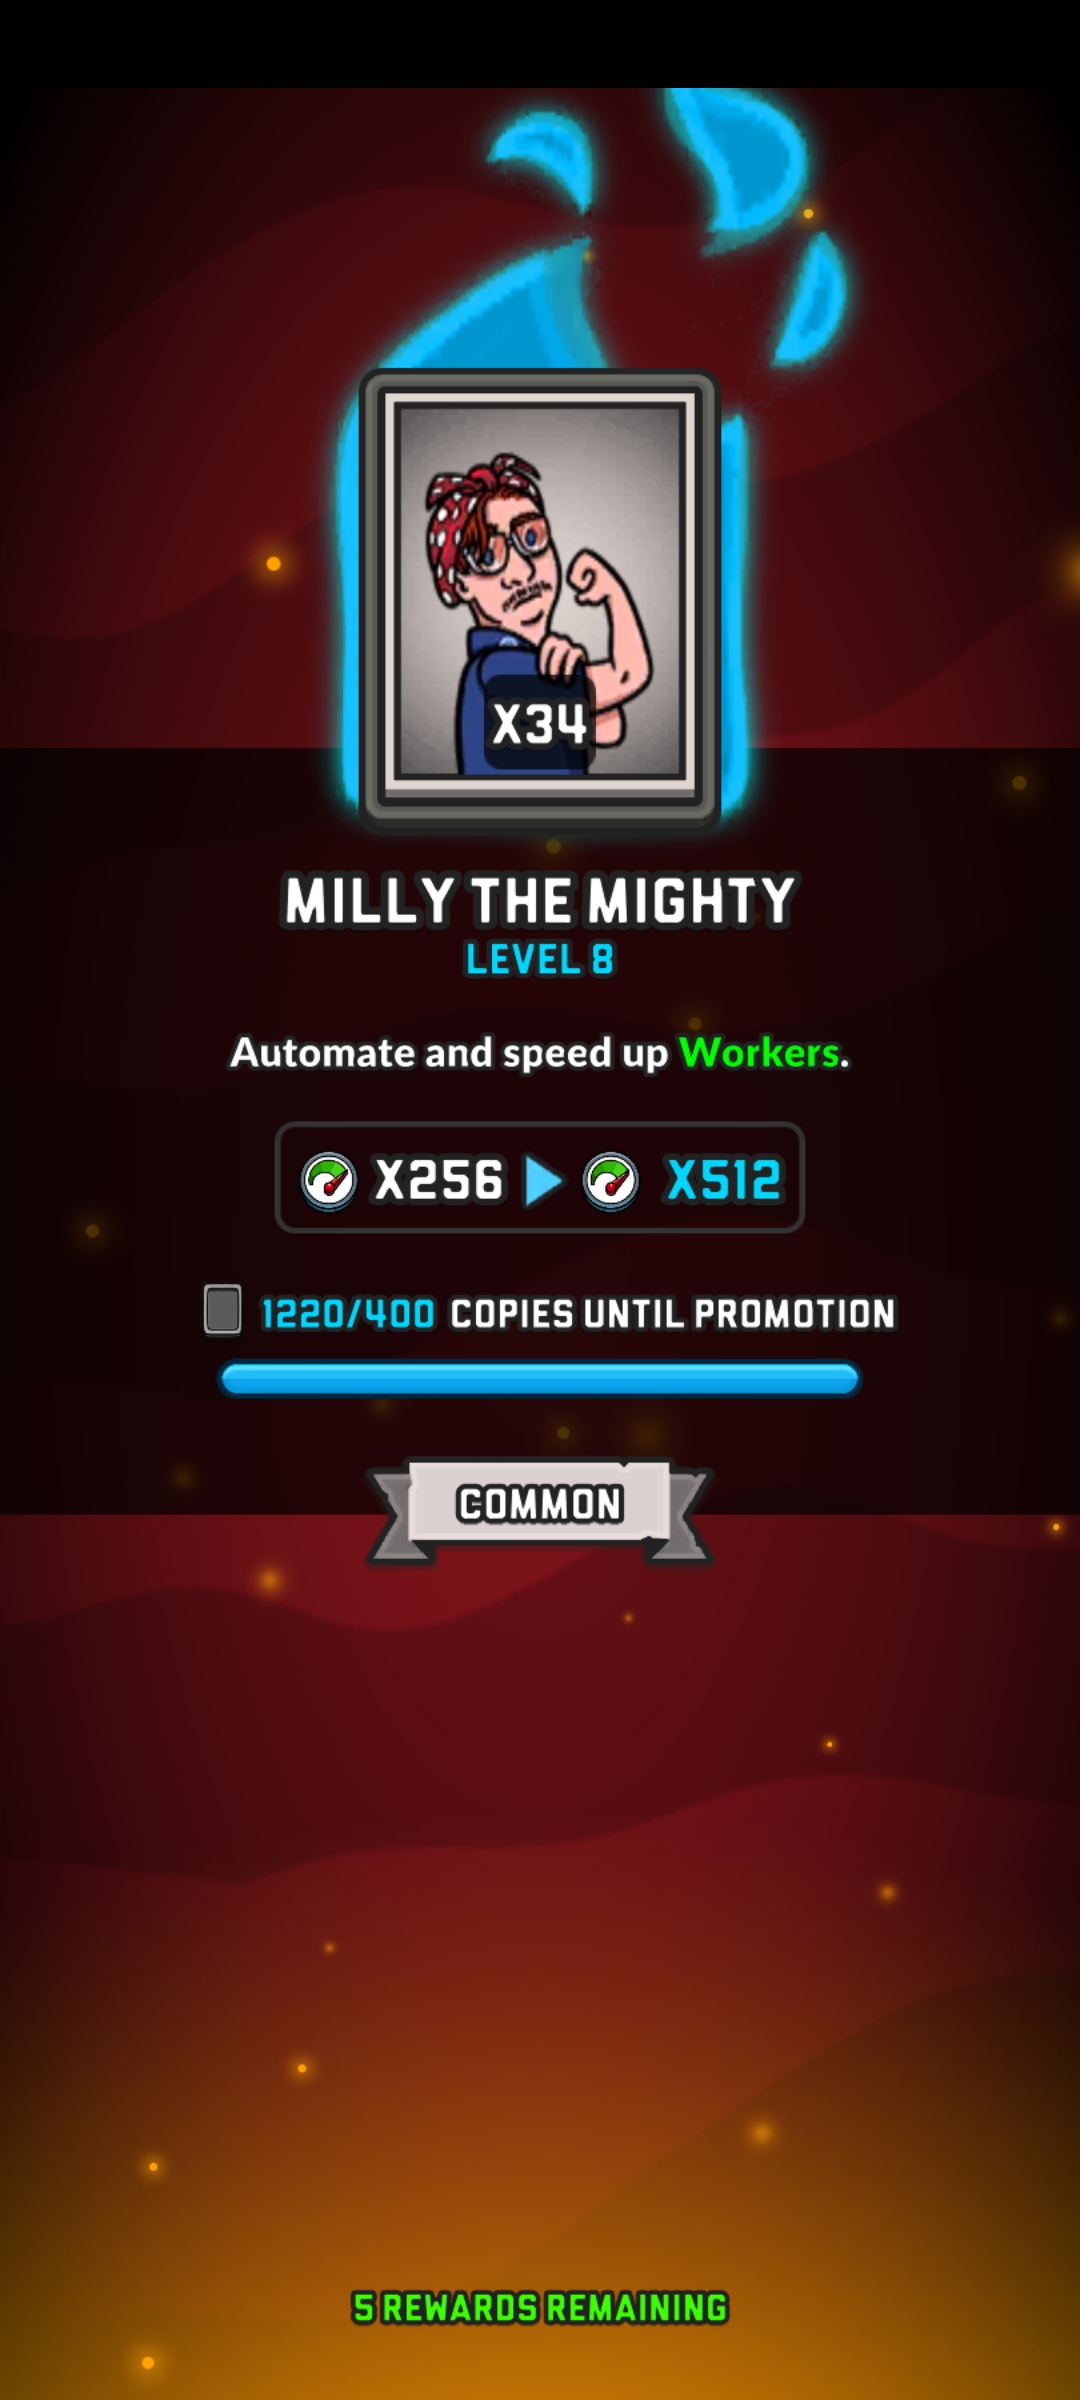 X34
MILLY THE MIGHTY
LEVEL 8
Automate and speed up Workers.
X256 X512
1220/400 COPIES UNTIL PROMOTION
COMMON
5 REWARDS REMAINING